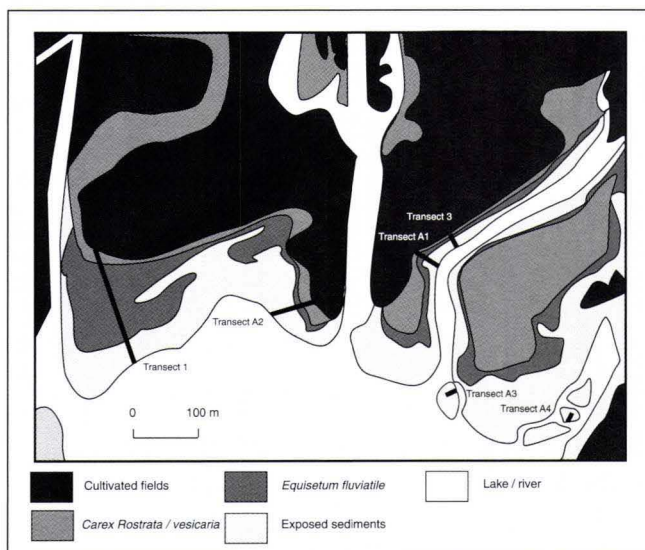 Transect 3
Transect A1
Transect A2
Transect 1
Transect A3
Transect A4
0 100 m
Cultivated fields
Equisetum fluviatile
Lake / river
Carex Rostrata / vesicaria
Exposed sediments